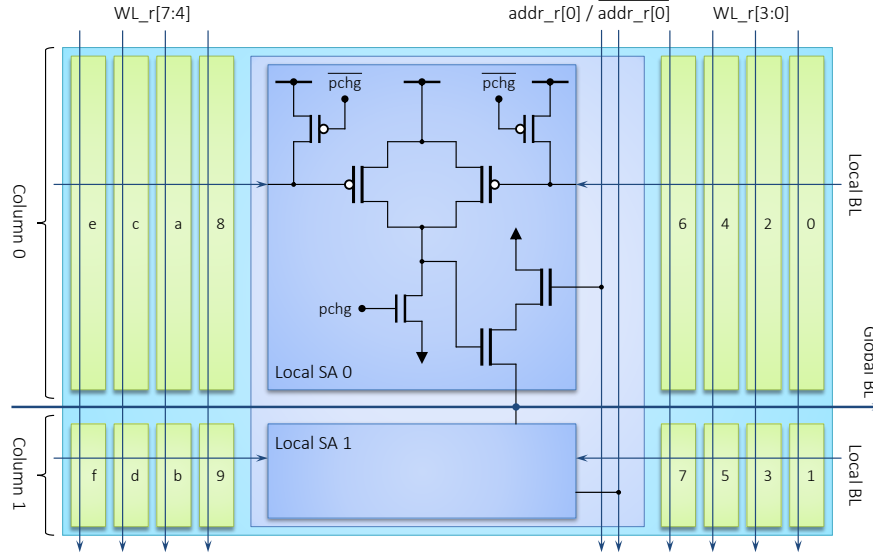 WL_r[7:4]
addr_r[0] / addr_r[0]
WL_r[3:0]
pchg
pchg
Column 0
Local BL
e
c
a
8
6
4
2
0
pchg
Local SA 0
Global BL
Column 1
Local SA 1
Local BL
f
d
b
9
7
5
3
1